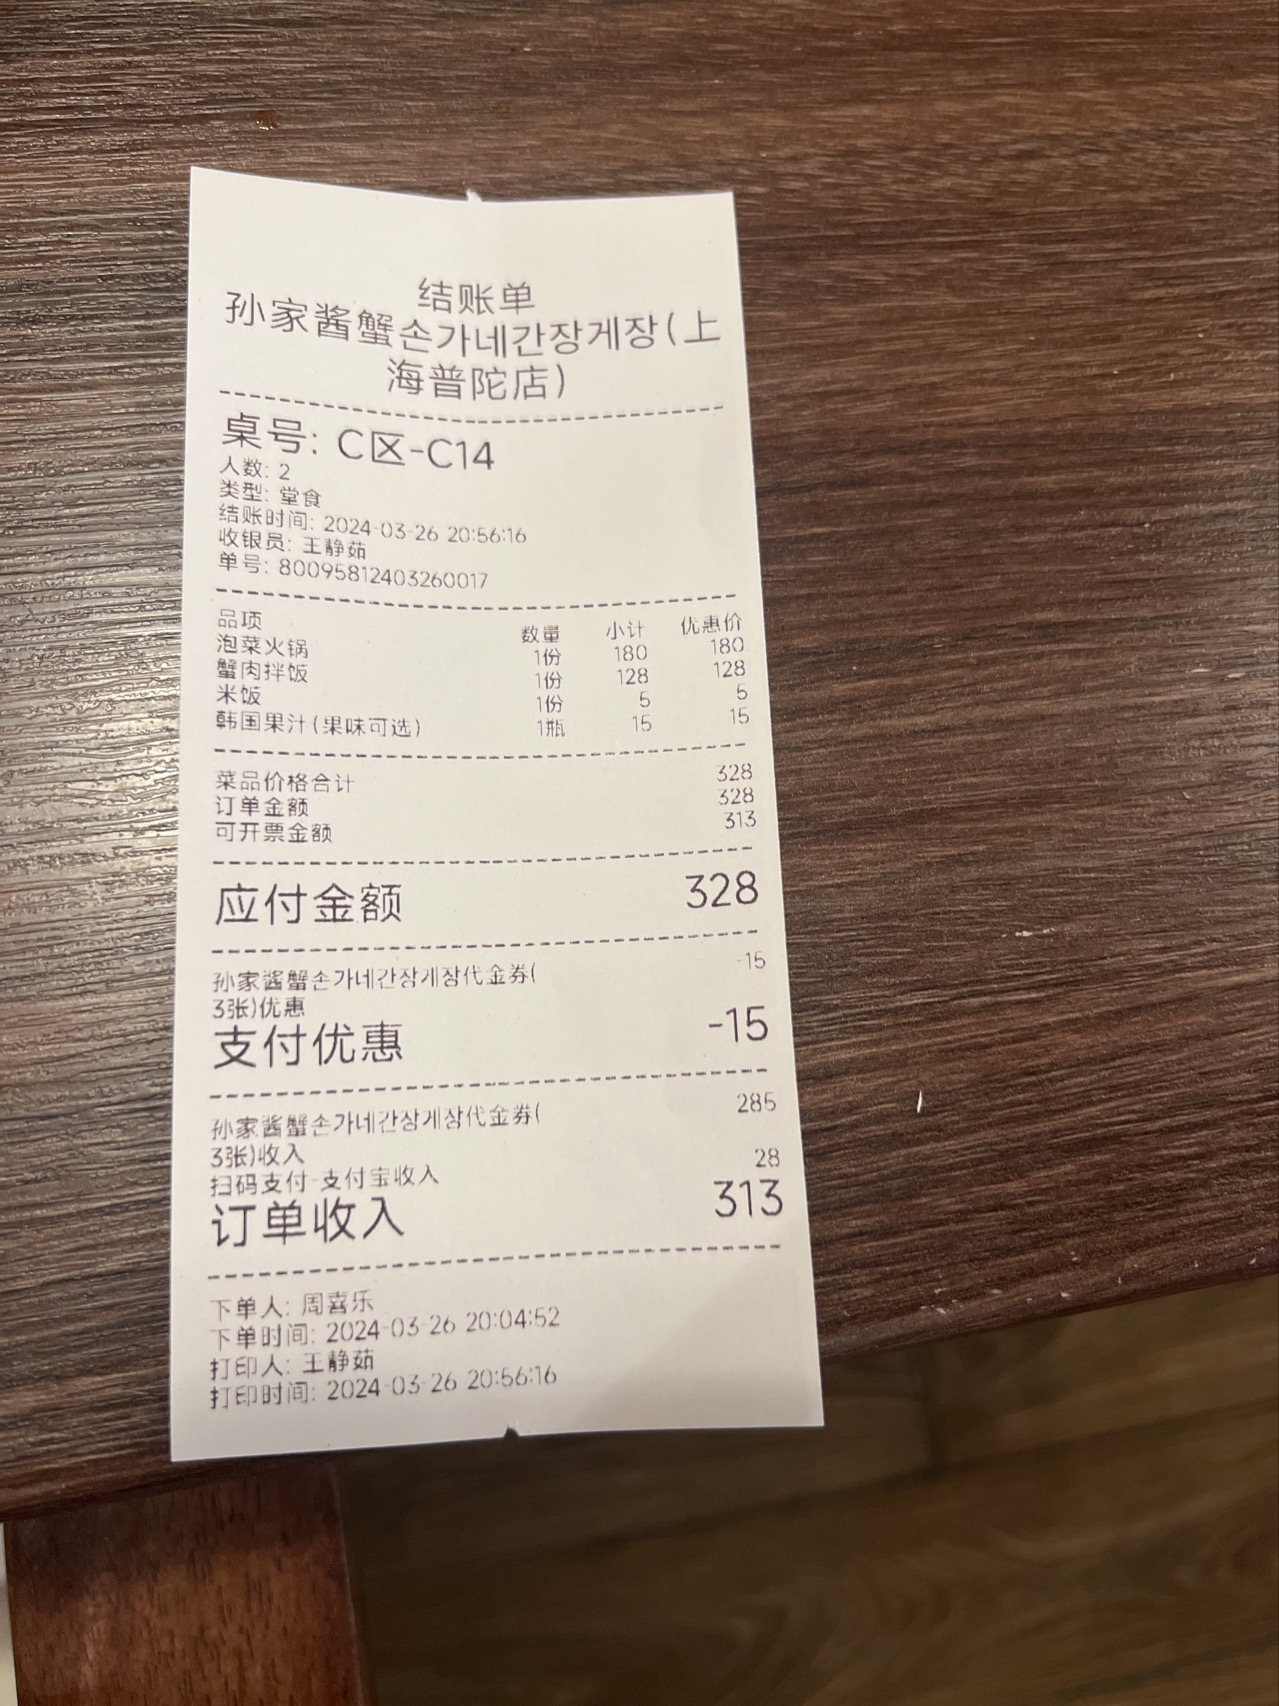 结账单
孙家酱蟹손가네간장게장(上
海普陀店)
桌号: C区-C14
人数: 2
类型: 堂食
结账时间: 2024-03-26 20:56:16
收银员: 王静茹
单号: 80095812403260017
品项 数量 小计 优惠价
泡菜火锅 1份 180 180
蟹肉拌饭 1份 128 128
米饭 1份 5 5
韩国果汁(果味可选) 1瓶 15 15
菜品价格合计 328
订单金额 328
可开票金额 313
应付金额 328
孙家酱蟹손가네간장게장代金券( -15
3张)优惠
支付优惠 -15
孙家酱蟹손가네간장게장代金券( 285
3张)收入
扫码支付-支付宝收入 28
订单收入 313
下单人: 周喜乐
下单时间: 2024-03-26 20:04:52
打印人: 王静茹
打印时间: 2024-03-26 20:56:16